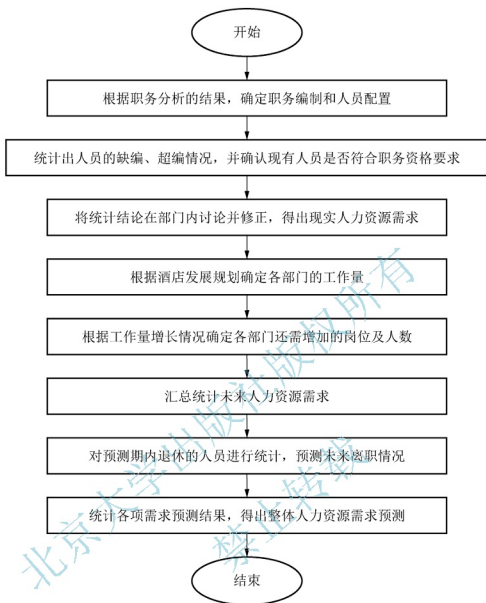 开始
根据职务分析的结果，确定职务编制和人员配置
统计出人员的缺编、超编情况，并确认现有人员是否符合职务资格要求
将统计结论在部门内讨论并修正，得出现实人力资源需求
根据酒店发展规划确定各部门的工作量
根据工作量增长情况确定各部门还需增加的岗位及人数
汇总统计未来人力资源需求
对预测期内退休的人员进行统计，预测未来离职情况
统计各项需求预测结果，得出整体人力资源需求预测
结束
北京大学出版社版权所有
禁止转载